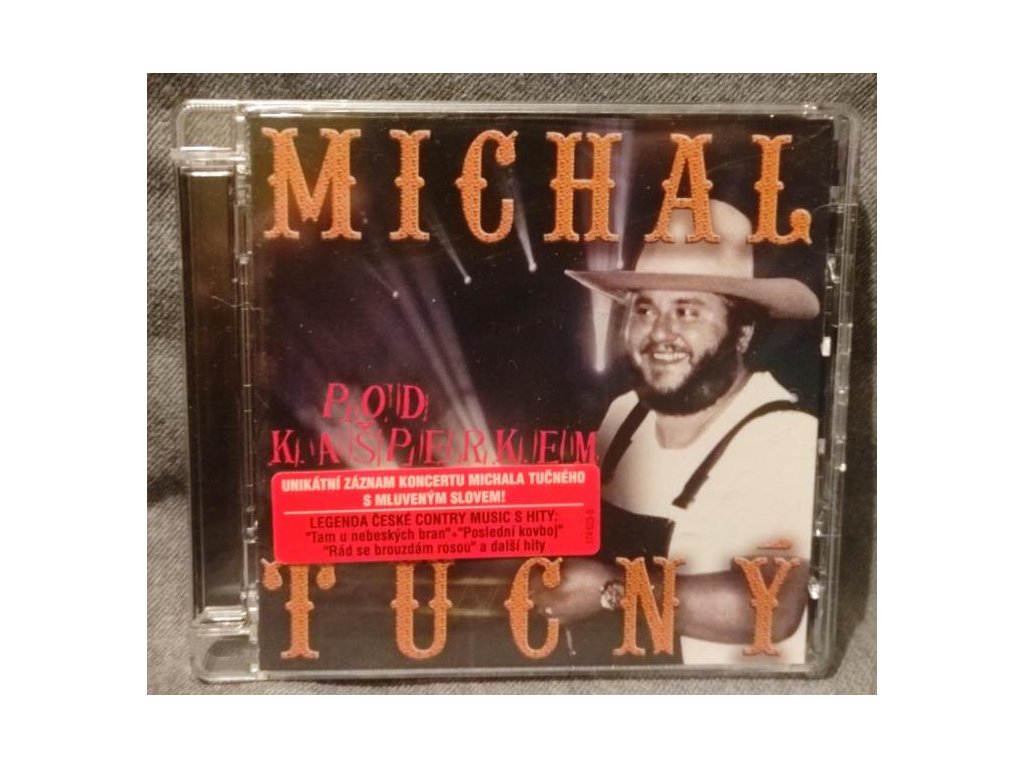 MICHAL
POD
KAŠPERKEM
UNIKÁTNÍ ZÁZNAM KONCERTU MICHALA TUČNÉHO
S MLUVENÝM SLOVEM!
LEGENDA ČESKÉ CONTRY MUSIC S HITY:
"Tam u nebeských bran" • "Poslední kovboj"
"Rád se brouzdám rosou" a další hity
TUČNÝ